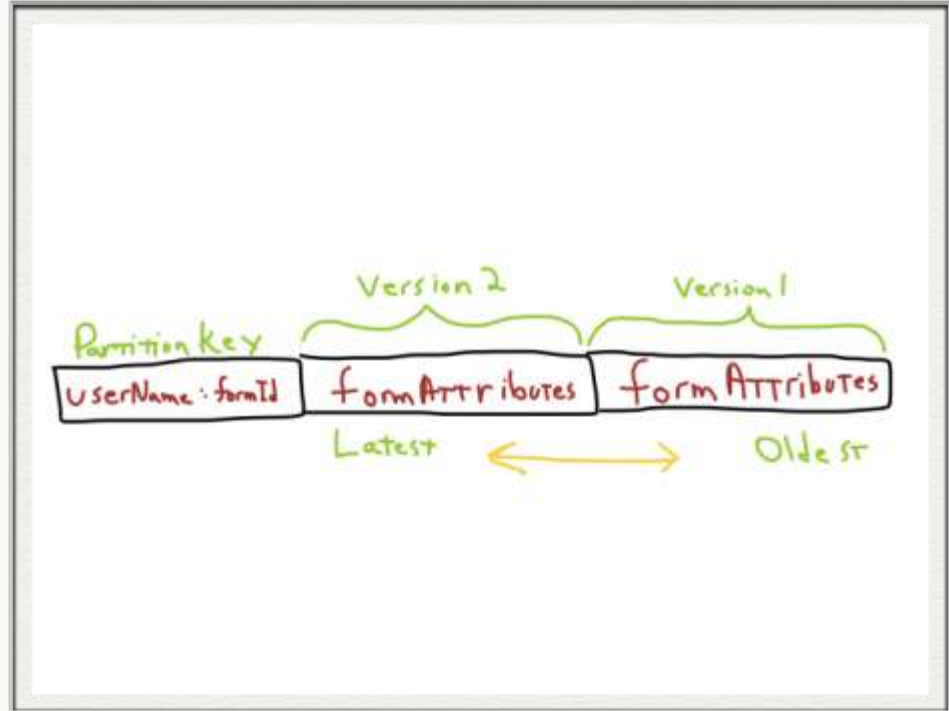 Version 2 Version 1
Partition Key
userName: formId formAttributes formAttributes
Latest Oldest